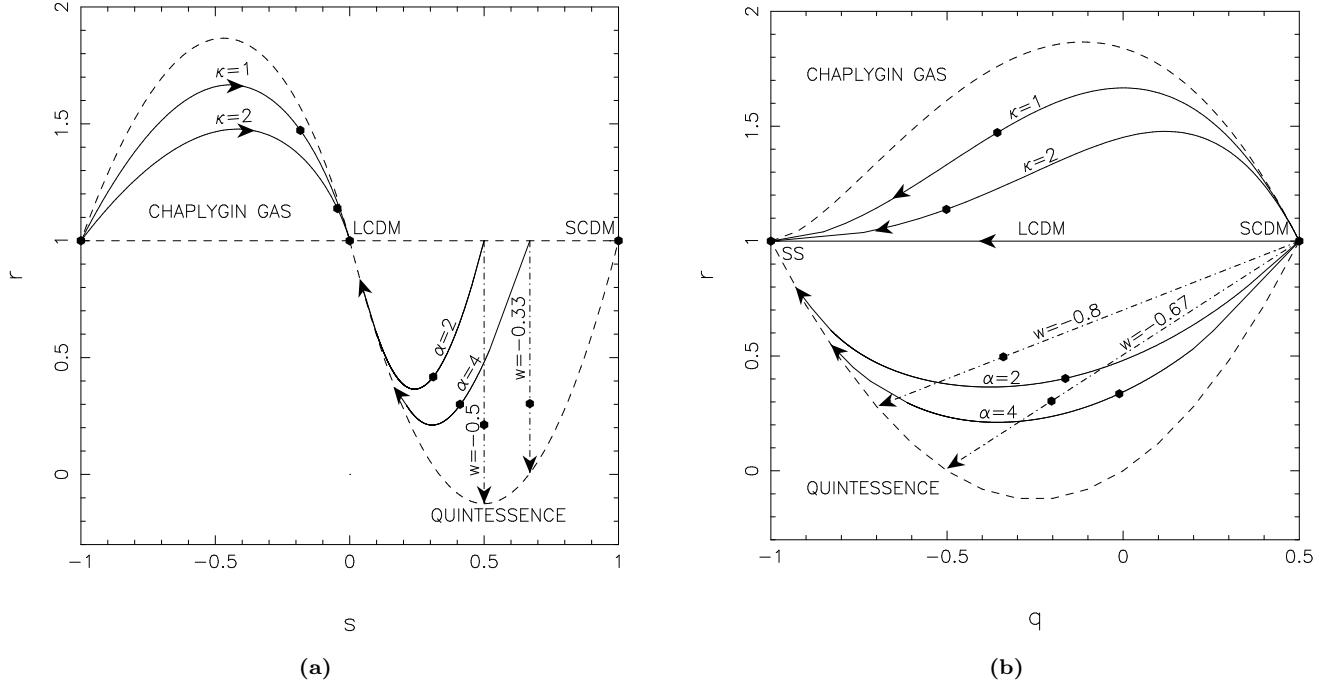 2
1.5
1
0.5
0
r
κ=1
κ=2
CHAPLYGIN GAS
LCDM
SCDM
α=2
α=4
w=−0.5
w=−0.33
QUINTESSENCE
−1
−0.5
0
0.5
1
s
(a)
2
1.5
1
0.5
0
r
CHAPLYGIN GAS
κ=1
κ=2
LCDM
SCDM
SS
w=−0.8
w=−0.67
α=2
α=4
QUINTESSENCE
−1
−0.5
0
0.5
q
(b)